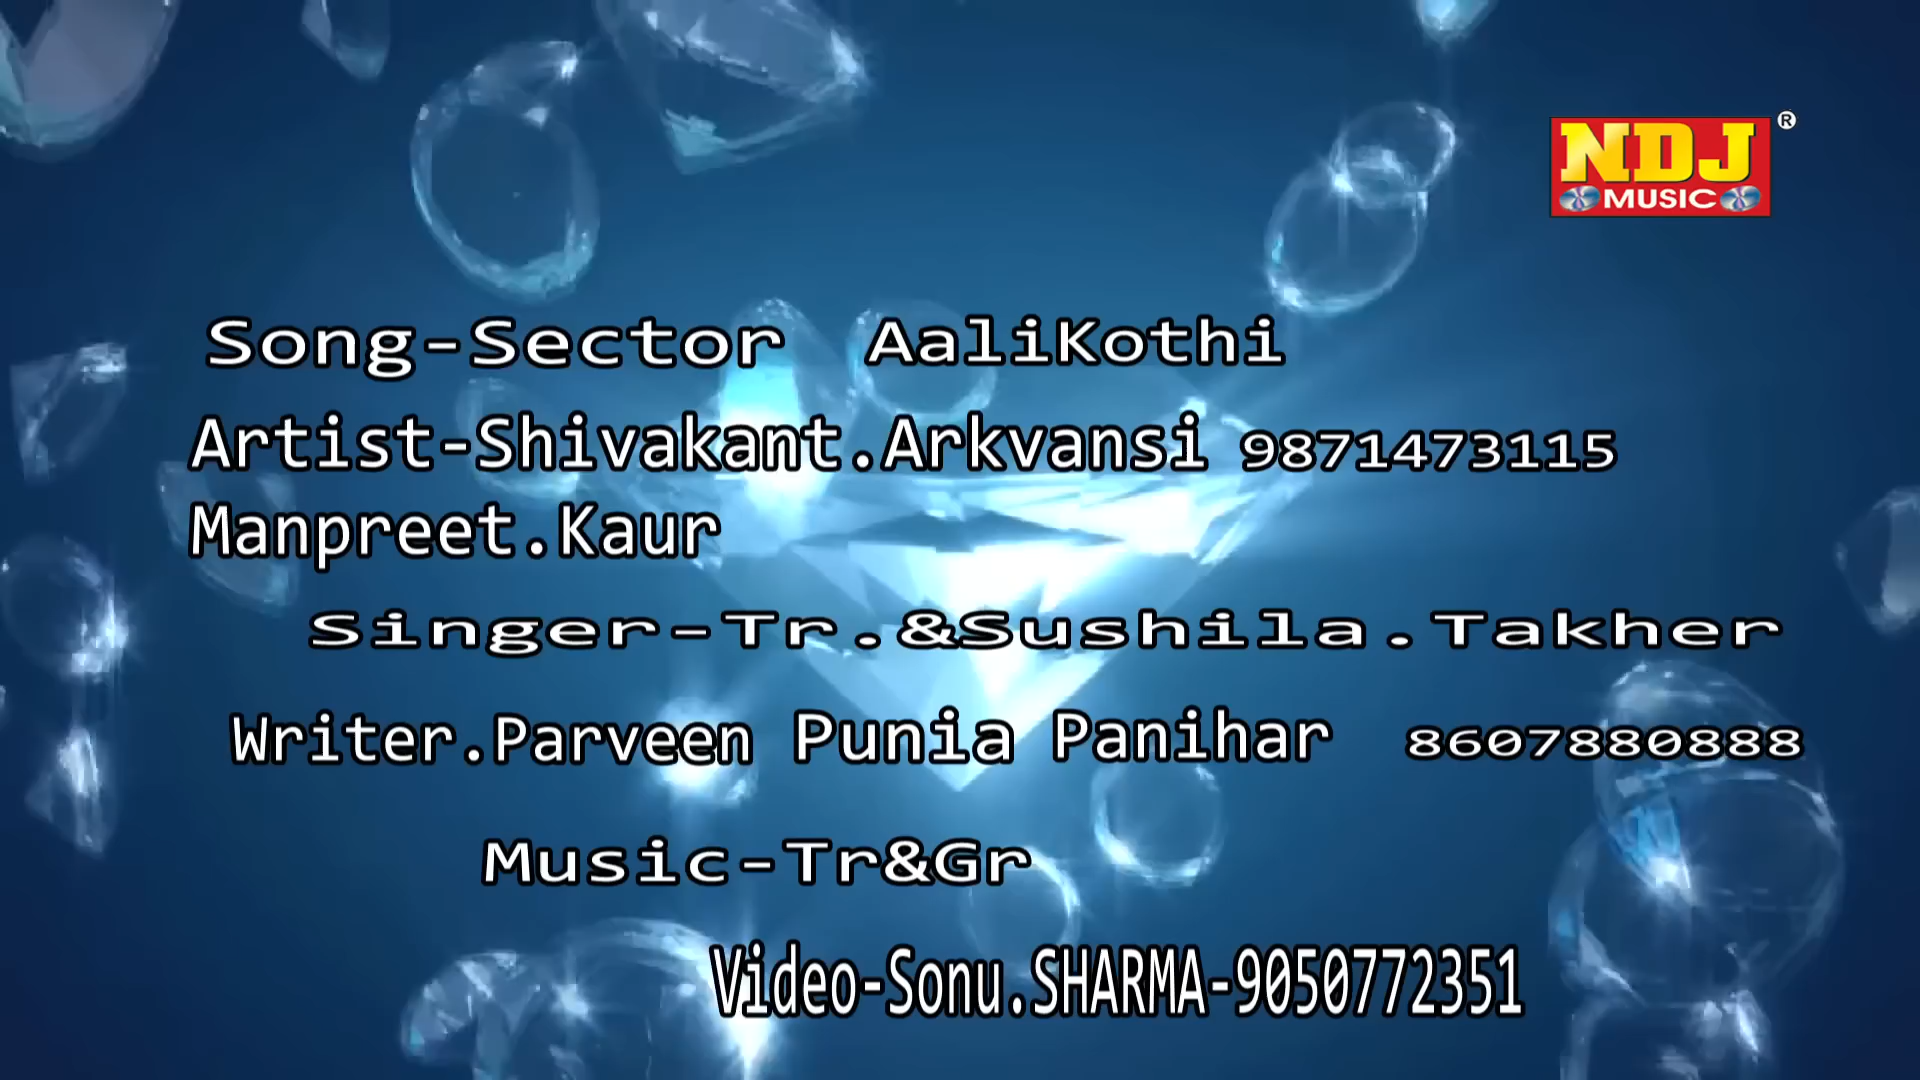 NDJ ®
MUSIC
Song-Sector AaliKothi
Artist-Shivakant.Arkvansi 9871473115
Manpreet.Kaur
Singer-Tr.&Sushila.Takher
Writer.Parveen Punia Panihar 8607880888
Music-Tr&Gr
Video-Sonu.SHARMA-9050772351